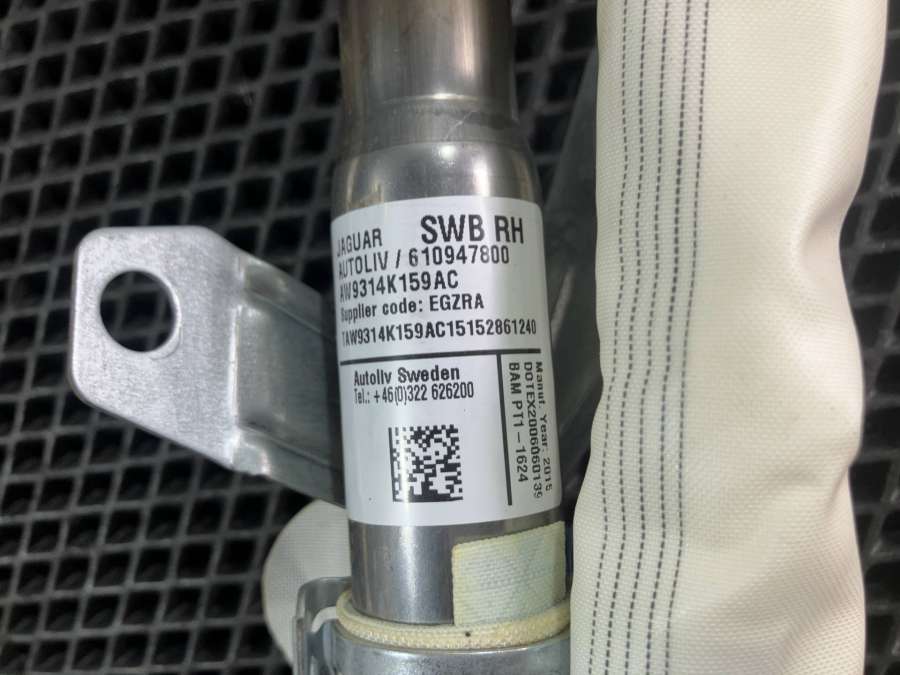 SWB RH
JAGUAR
AUTOLIV / 610947800
AW9314K159AC
Supplier code: EGZRA
TAW9314K159AC15152861240
Autoliv Sweden
Tel.: +46(0)322 626200
Manuf. Year: 2015
DOTEX20060060139
BAM PT1-1624